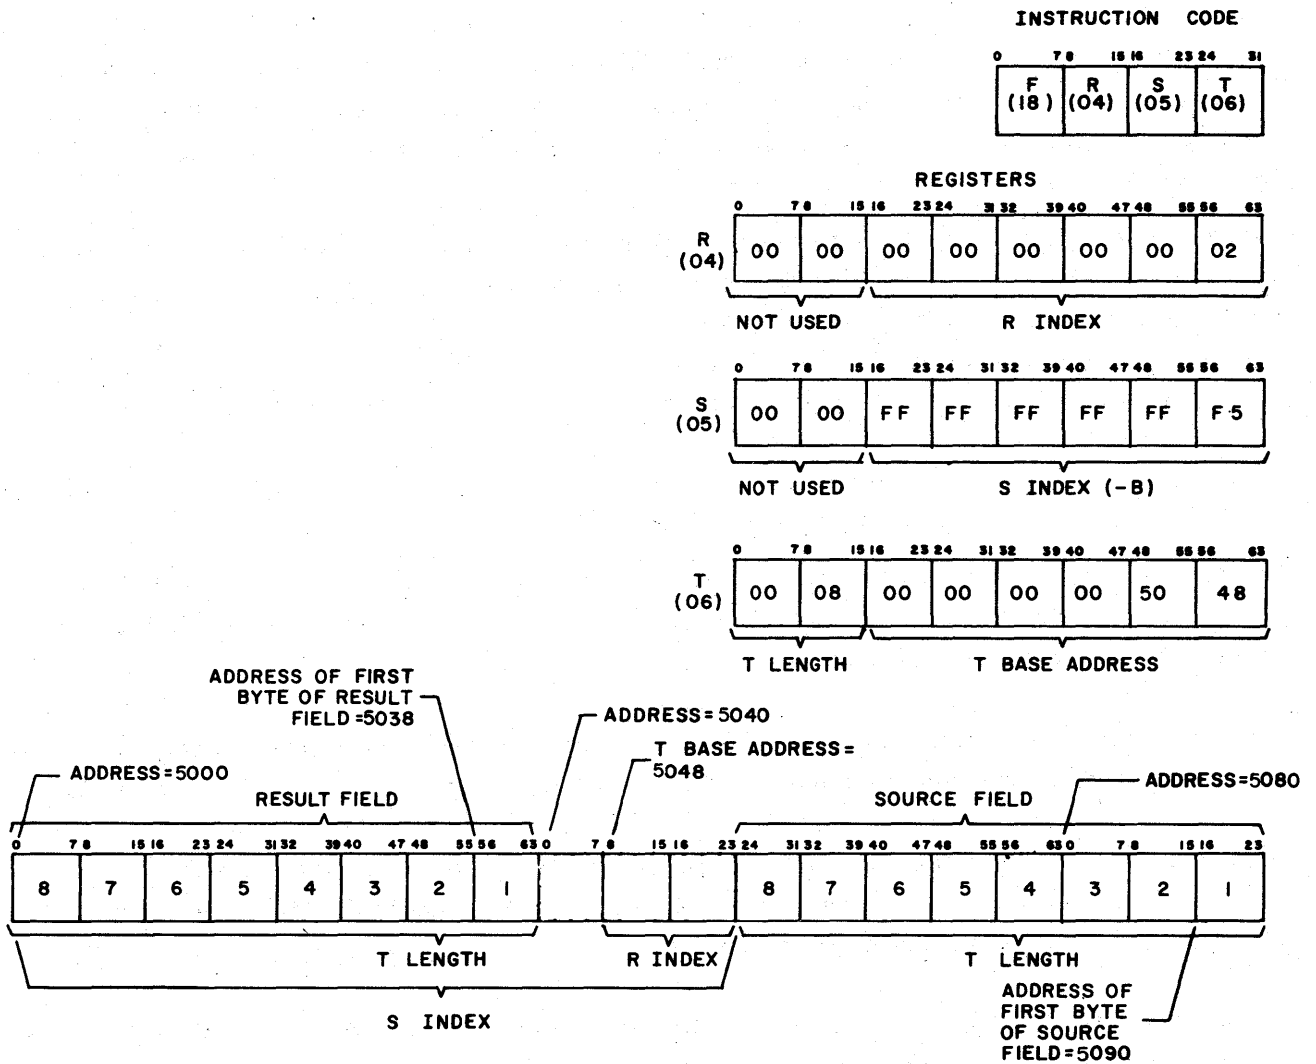 INSTRUCTION CODE
0 7 8 15 16 23 24 31
F R S T
(18) (04) (05) (06)
REGISTERS
0 7 8 15 16 23 24 31 32 39 40 47 48 55 56 63
R
(04)
00 00 00 00 00 00 00 02
NOT USED R INDEX
0 7 8 15 16 23 24 31 32 39 40 47 48 55 56 63
S
(05)
00 00 FF FF FF FF FF F5
NOT USED S INDEX (-B)
0 7 8 15 16 23 24 31 32 39 40 47 48 55 56 63
T
(06)
00 08 00 00 00 00 50 48
T LENGTH T BASE ADDRESS
ADDRESS OF FIRST
BYTE OF RESULT
FIELD=5038
ADDRESS=5040
T BASE ADDRESS=
5048
ADDRESS=5000
ADDRESS=5080
RESULT FIELD
SOURCE FIELD
0 7 8 15 16 23 24 31 32 39 40 47 48 55 56 63 0 7 8 15 16 23 24 31 32 39 40 47 48 55 56 63 0 7 8 15 16 23
8 7 6 5 4 3 2 1 8 7 6 5 4 3 2 1
T LENGTH R INDEX T LENGTH
S INDEX
ADDRESS OF
FIRST BYTE
OF SOURCE
FIELD=5090